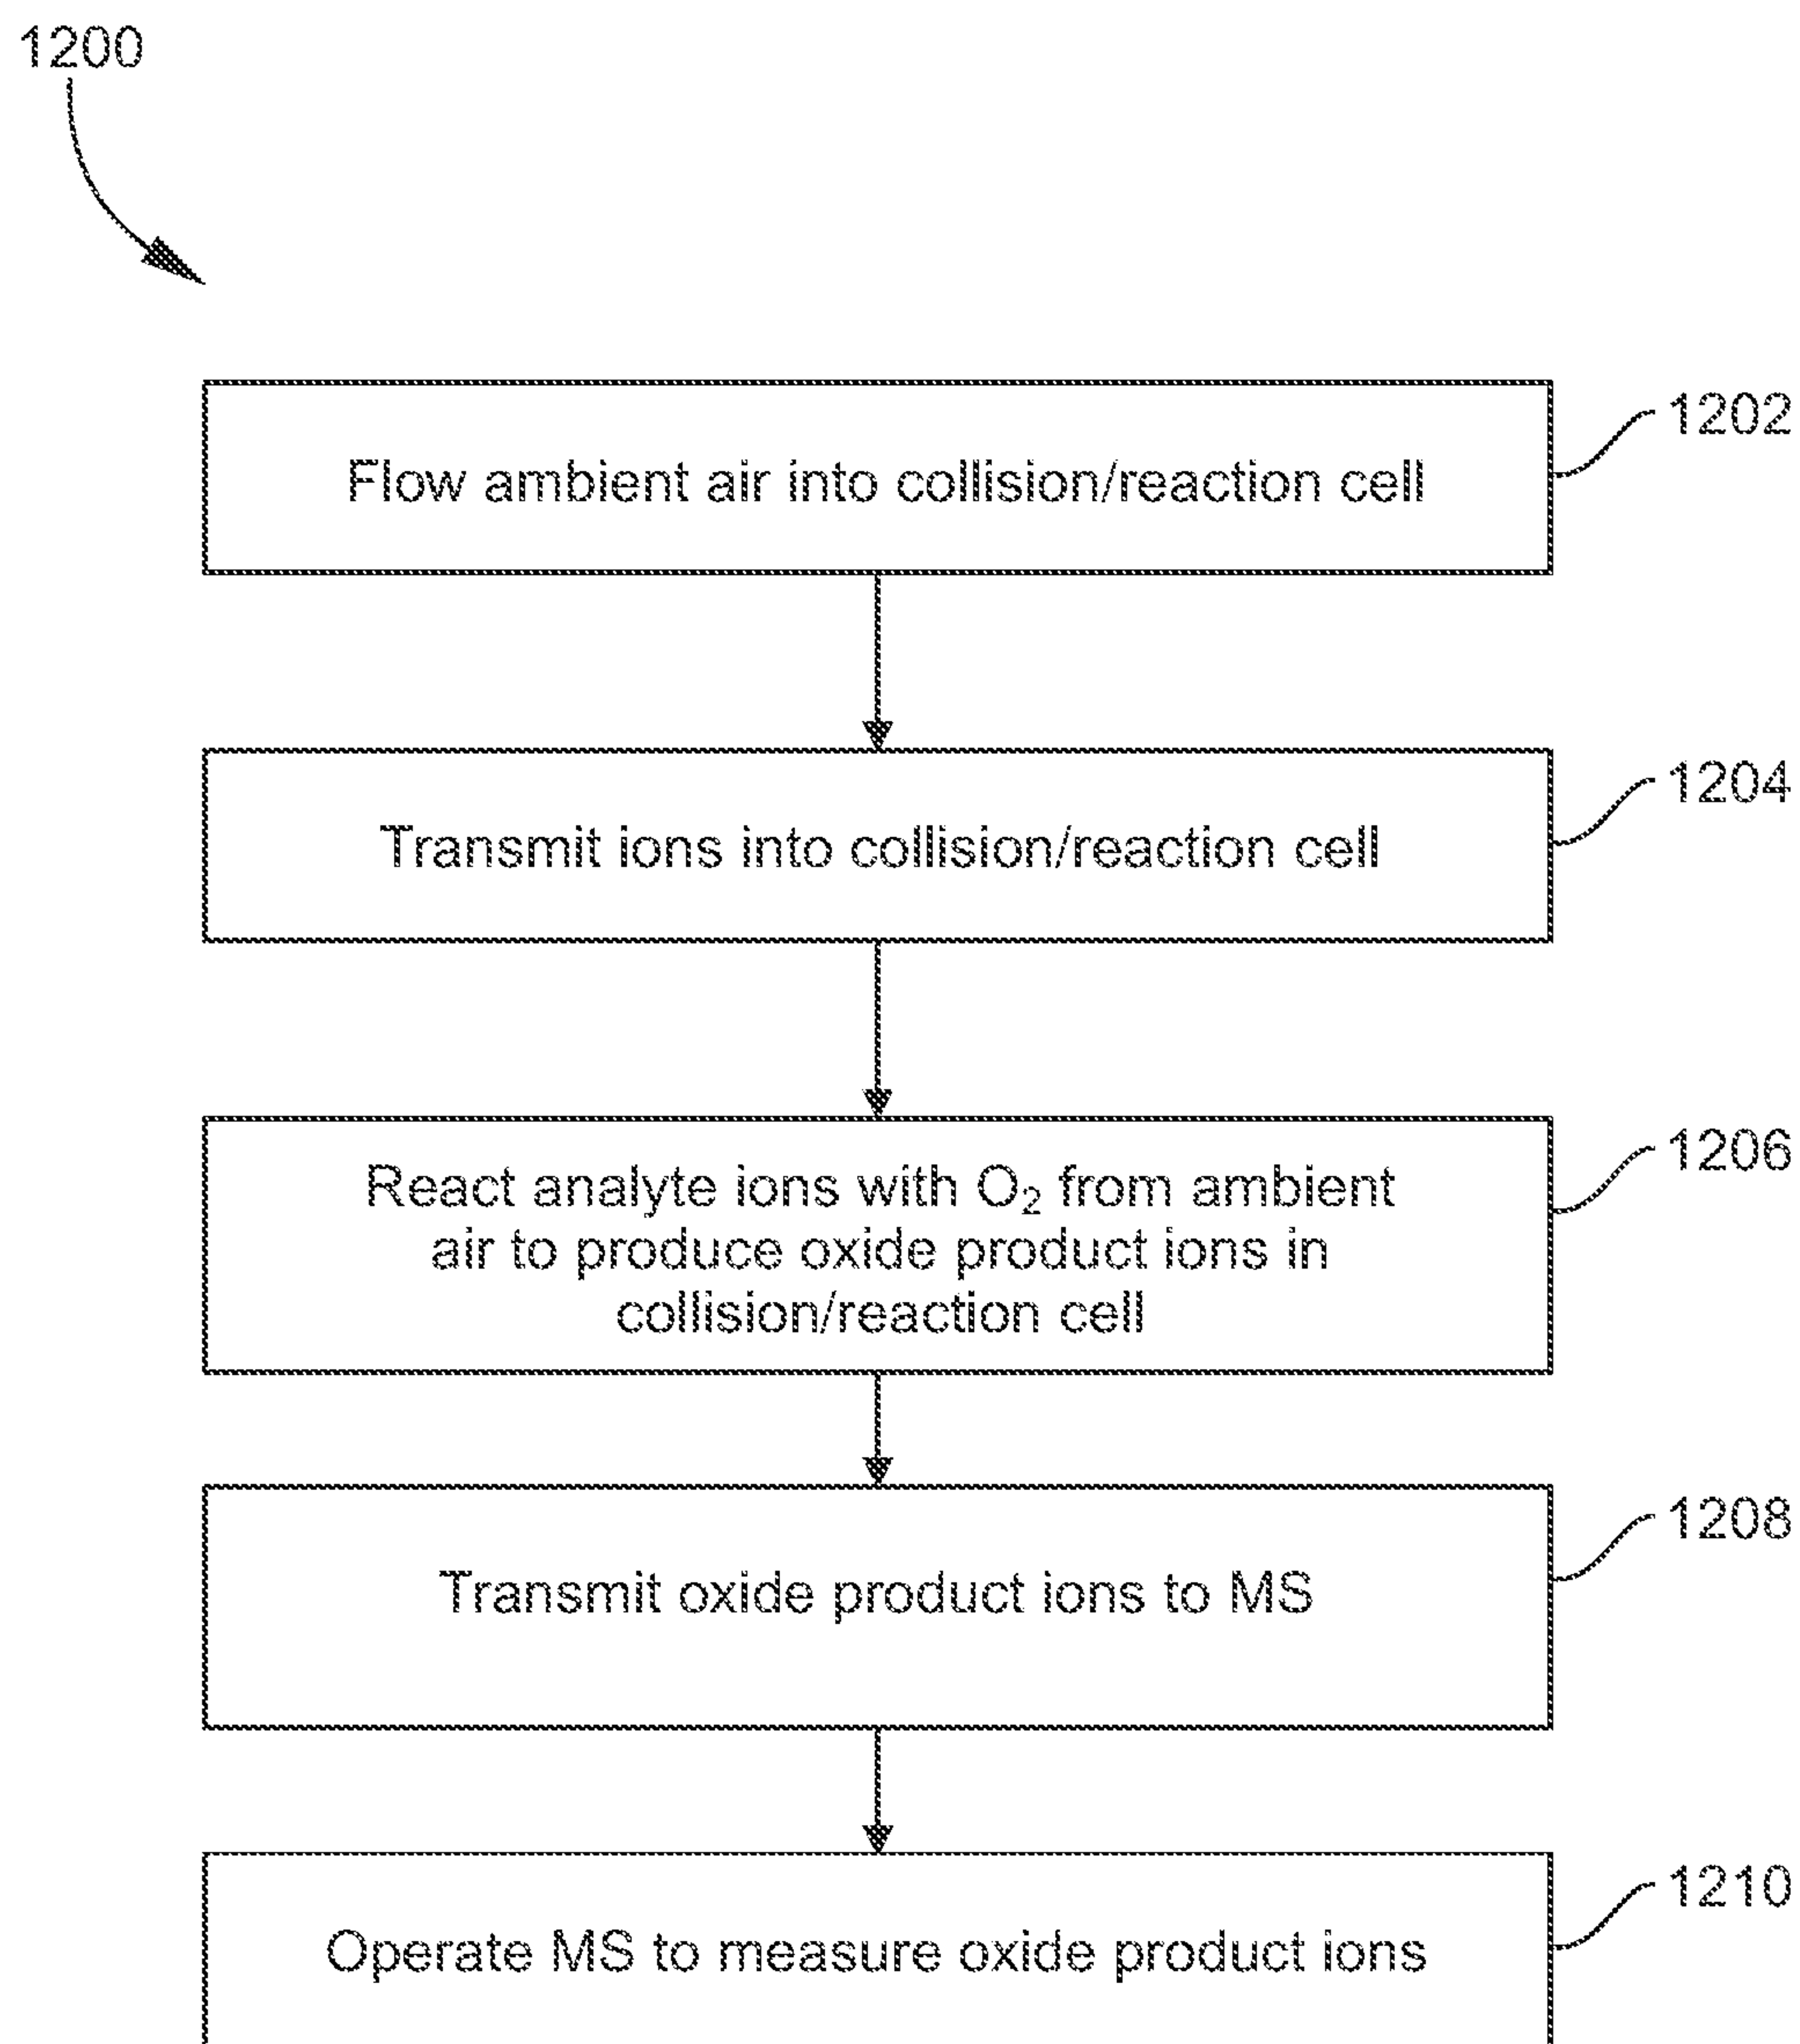 1200
Flow ambient air into collision/reaction cell
1202
Transmit ions into collision/reaction cell
1204
React analyte ions with O₂ from ambient
air to produce oxide product ions in
collision/reaction cell
1206
Transmit oxide product ions to MS
1208
Operate MS to measure oxide product ions
1210